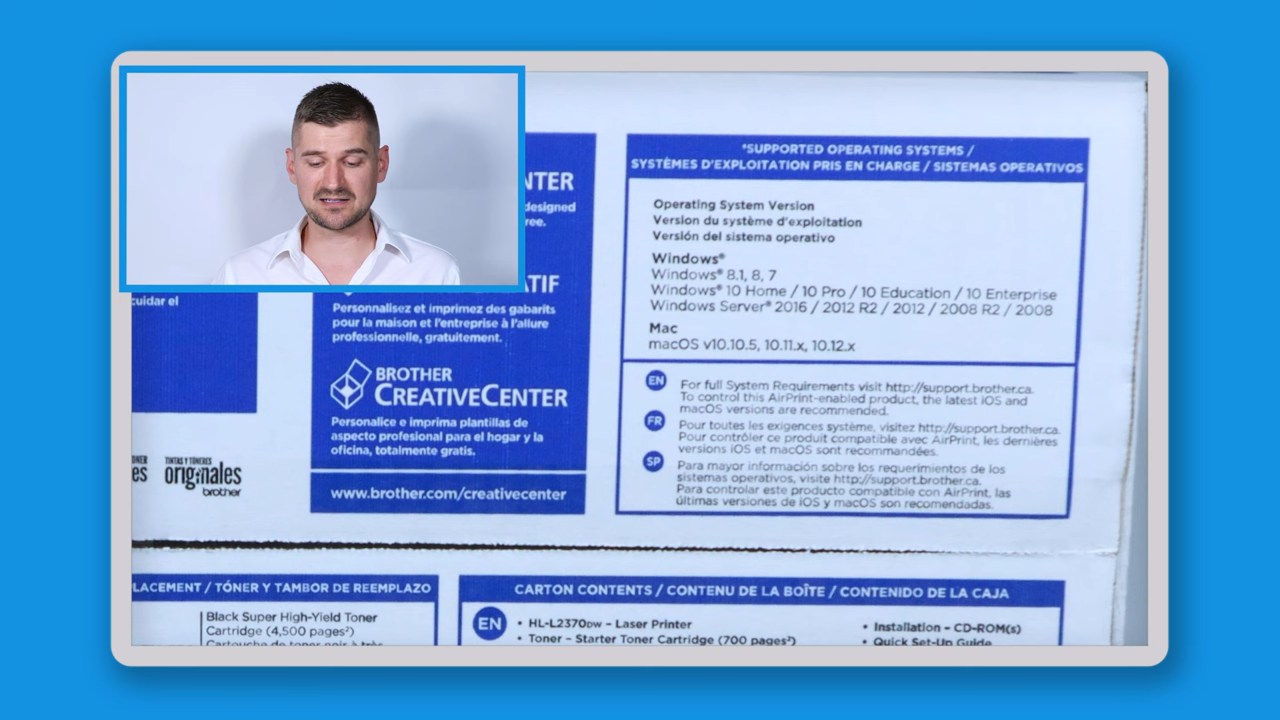 NTER
designed
ree.
ATIF
Personnalisez et imprimez des gabarits
pour la maison et l'entreprise à l'allure
professionnelle, gratuitement.
BROTHER
CREATIVECENTER
Personalice e imprima plantillas de
aspecto profesional para el hogar y la
oficina, totalmente gratis.
www.brother.com/creativecenter
cuidar el
ONER
es
TINTAS Y TÓNERES
originales
brother
*SUPPORTED OPERATING SYSTEMS /
SYSTÈMES D'EXPLOITATION PRIS EN CHARGE / SISTEMAS OPERATIVOS
Operating System Version
Version du système d'exploitation
Versión del sistema operativo
Windows®
Windows® 8.1, 8, 7
Windows® 10 Home / 10 Pro / 10 Education / 10 Enterprise
Windows Server® 2016 / 2012 R2 / 2012 / 2008 R2 / 2008
Mac
macOS v10.10.5, 10.11.x, 10.12.x
EN
For full System Requirements visit http://support.brother.ca.
To control this AirPrint-enabled product, the latest iOS and
macOS versions are recommended.
FR
Pour toutes les exigences système, visitez http://support.brother.ca.
Pour contrôler ce produit compatible avec AirPrint, les dernières
versions iOS et macOS sont recommandées.
SP
Para mayor información sobre los requerimientos de los
sistemas operativos, visite http://support.brother.ca.
Para controlar este producto compatible con AirPrint, las
últimas versiones de iOS y macOS son recomendadas.
LACEMENT / TÓNER Y TAMBOR DE REEMPLAZO
Black Super High-Yield Toner
Cartridge (4,500 pages²)
Cartouche de toner noir à très
CARTON CONTENTS / CONTENU DE LA BOÎTE / CONTENIDO DE LA CAJA
EN
• HL-L2370DW – Laser Printer
• Toner – Starter Toner Cartridge (700 pages²)
• Installation – CD-ROM(s)
• Quick Set-Up Guide